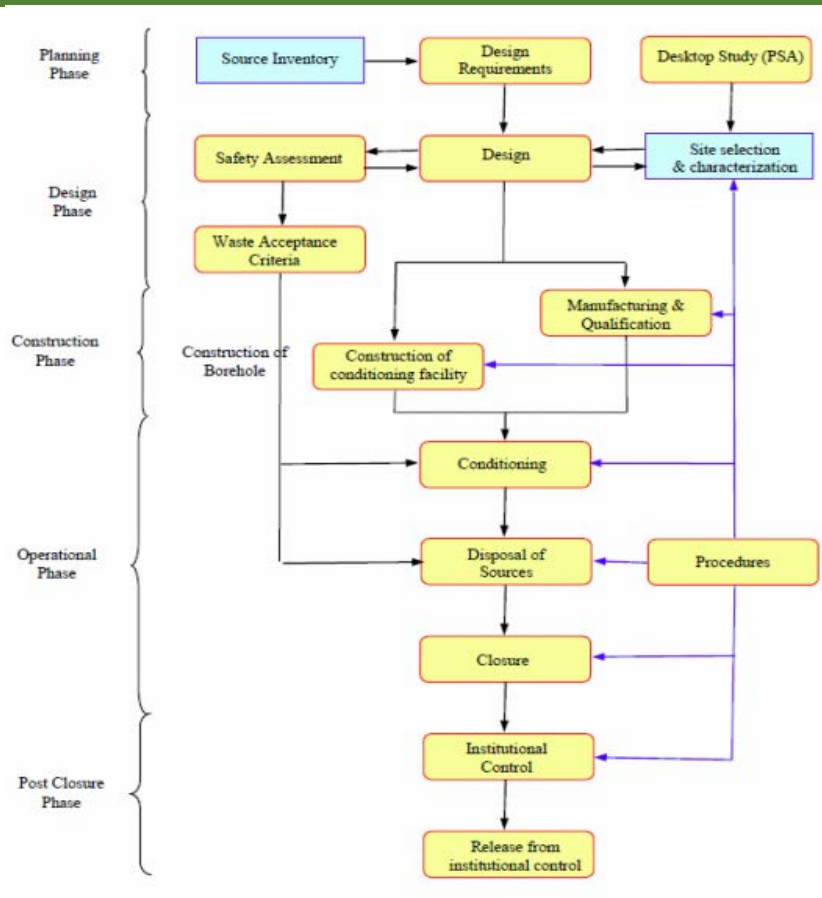 Planning
Phase
Source Inventory
Design
Requirements
Desktop Study (PSA)
Safety Assessment
Design
Site selection
& characterization
Design
Phase
Waste Acceptance
Criteria
Manufacturing &
Qualification
Construction
Phase
Construction of
Borehole
Construction of
conditioning facility
Conditioning
Operational
Phase
Disposal of
Sources
Procedures
Closure
Institutional
Control
Post Closure
Phase
Release from
institutional control